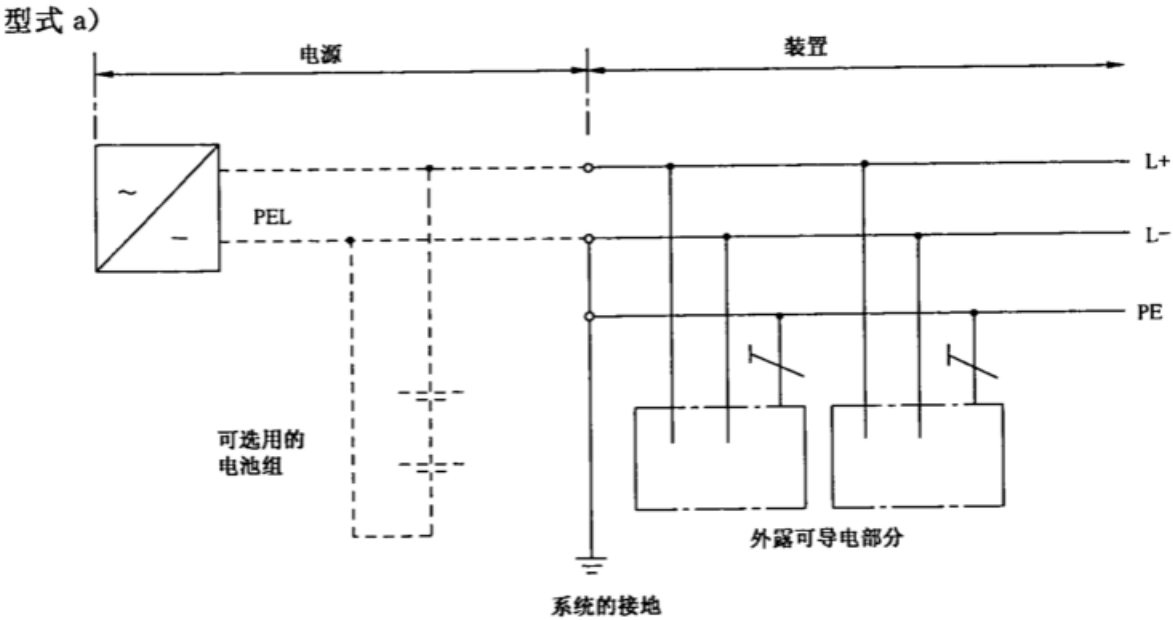 型式 a)
电源
装置
L+
PEL
L-
PE
可选用的
电池组
外露可导电部分
系统的接地